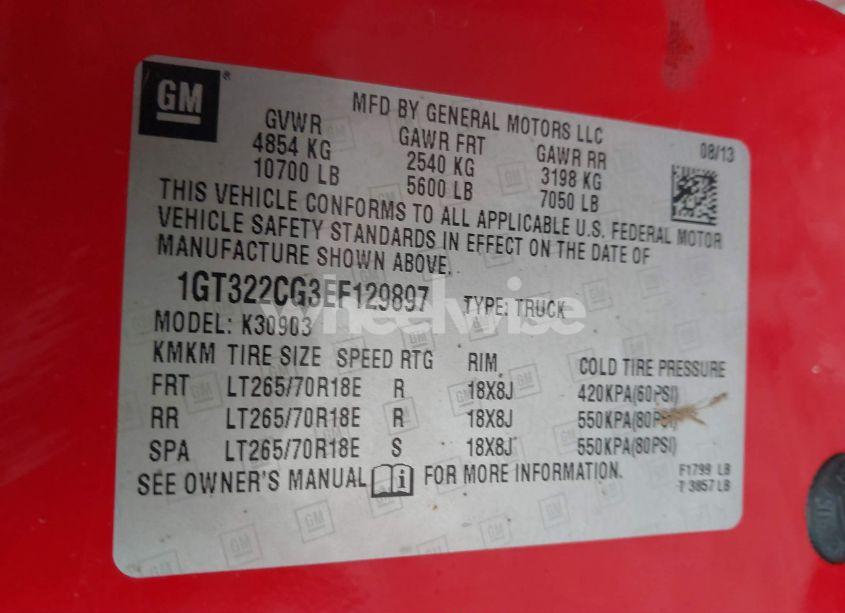 GM ®
MFD BY GENERAL MOTORS LLC
08/13
GVWR GAWR FRT GAWR RR
4854 KG 2540 KG 3198 KG
10700 LB 5600 LB 7050 LB
THIS VEHICLE CONFORMS TO ALL APPLICABLE U.S. FEDERAL MOTOR
VEHICLE SAFETY STANDARDS IN EFFECT ON THE DATE OF
MANUFACTURE SHOWN ABOVE.
1GT322CG3EF129897 TYPE: TRUCK
wheelwise
MODEL: K30903
KMKM TIRE SIZE SPEED RTG RIM COLD TIRE PRESSURE
FRT LT265/70R18E R 18X8J 420KPA(60PSI)
RR LT265/70R18E R 18X8J 550KPA(80PSI)
SPA LT265/70R18E S 18X8J 550KPA(80PSI)
SEE OWNER'S MANUAL i FOR MORE INFORMATION.
F1799 LB
T 3857 LB